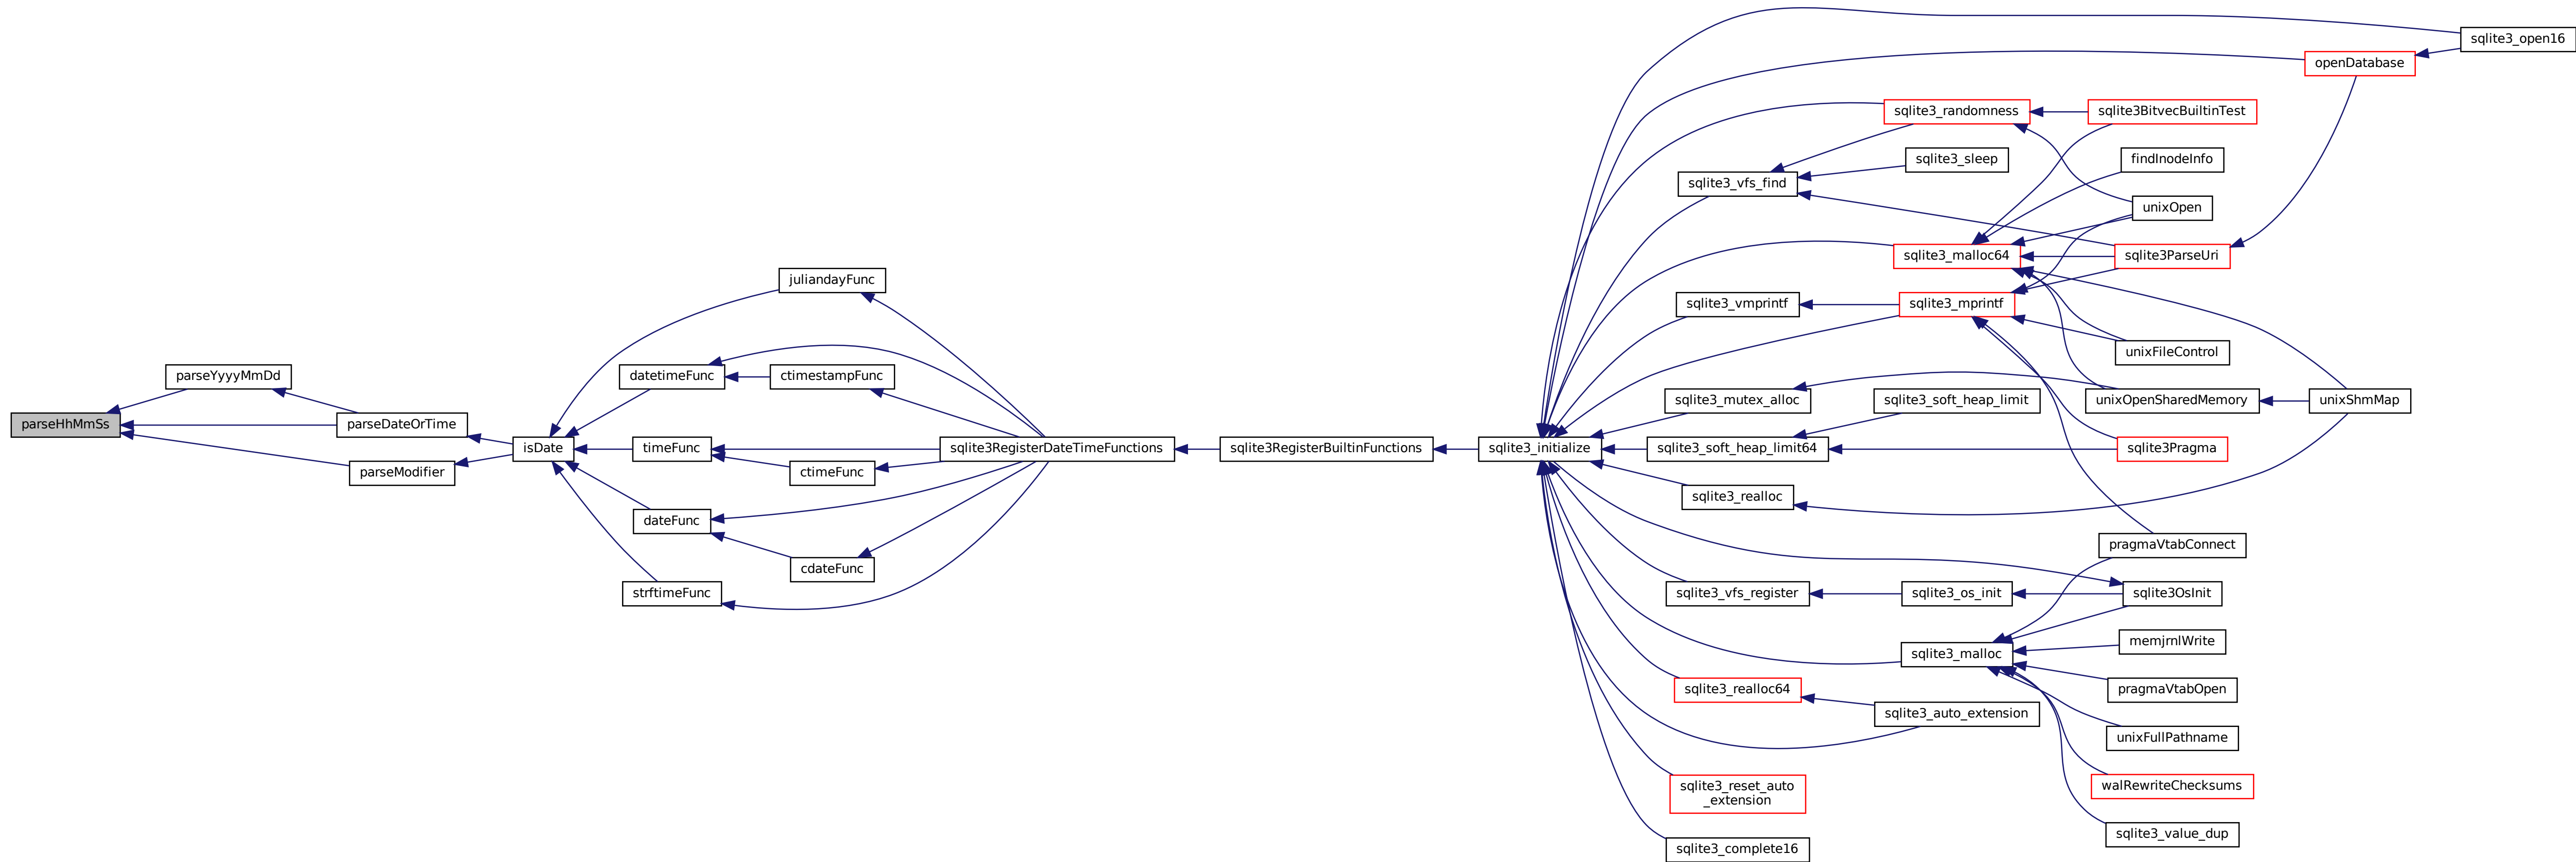 parseHhMmSs
parseYyyyMmDd
parseDateOrTime
parseModifier
isDate
juliandayFunc
datetimeFunc
timeFunc
dateFunc
strftimeFunc
ctimestampFunc
ctimeFunc
cdateFunc
sqlite3RegisterDateTimeFunctions
sqlite3RegisterBuiltinFunctions
sqlite3_initialize
sqlite3_vfs_find
sqlite3_vmprintf
sqlite3_mutex_alloc
sqlite3_soft_heap_limit64
sqlite3_realloc
sqlite3_vfs_register
sqlite3_realloc64
sqlite3_reset_auto
_extension
sqlite3_complete16
sqlite3_randomness
sqlite3_sleep
sqlite3_malloc64
sqlite3_mprintf
sqlite3_soft_heap_limit
sqlite3_os_init
sqlite3_malloc
sqlite3_auto_extension
sqlite3BitvecBuiltinTest
findInodeInfo
unixOpen
sqlite3ParseUri
unixFileControl
unixOpenSharedMemory
sqlite3Pragma
pragmaVtabConnect
sqlite3OsInit
memjrnlWrite
pragmaVtabOpen
unixFullPathname
walRewriteChecksums
sqlite3_value_dup
openDatabase
unixShmMap
sqlite3_open16